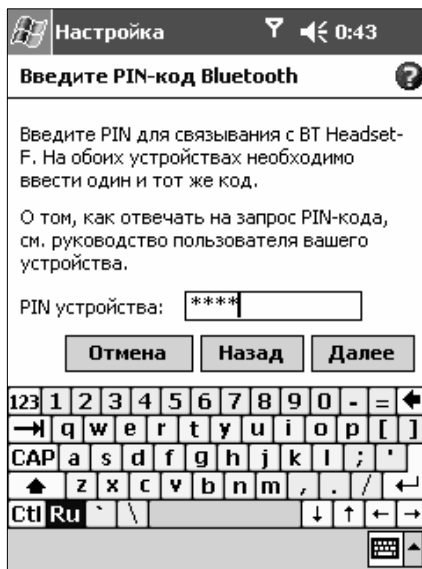 Настройка 0:43
Введите PIN-код Bluetooth
Введите PIN для связывания с BT Headset-
F. На обоих устройствах необходимо
ввести один и тот же код.
О том, как отвечать на запрос PIN-кода,
см. руководство пользователя вашего
устройства.
PIN устройства: ****
Отмена Назад Далее
123 1 2 3 4 5 6 7 8 9 0 - =
q w e r t y u i o p [ ]
CAP a s d f g h j k l ; '
z x c v b n m , . /
Ctl Ru ` \ ↓ ↑ ← →